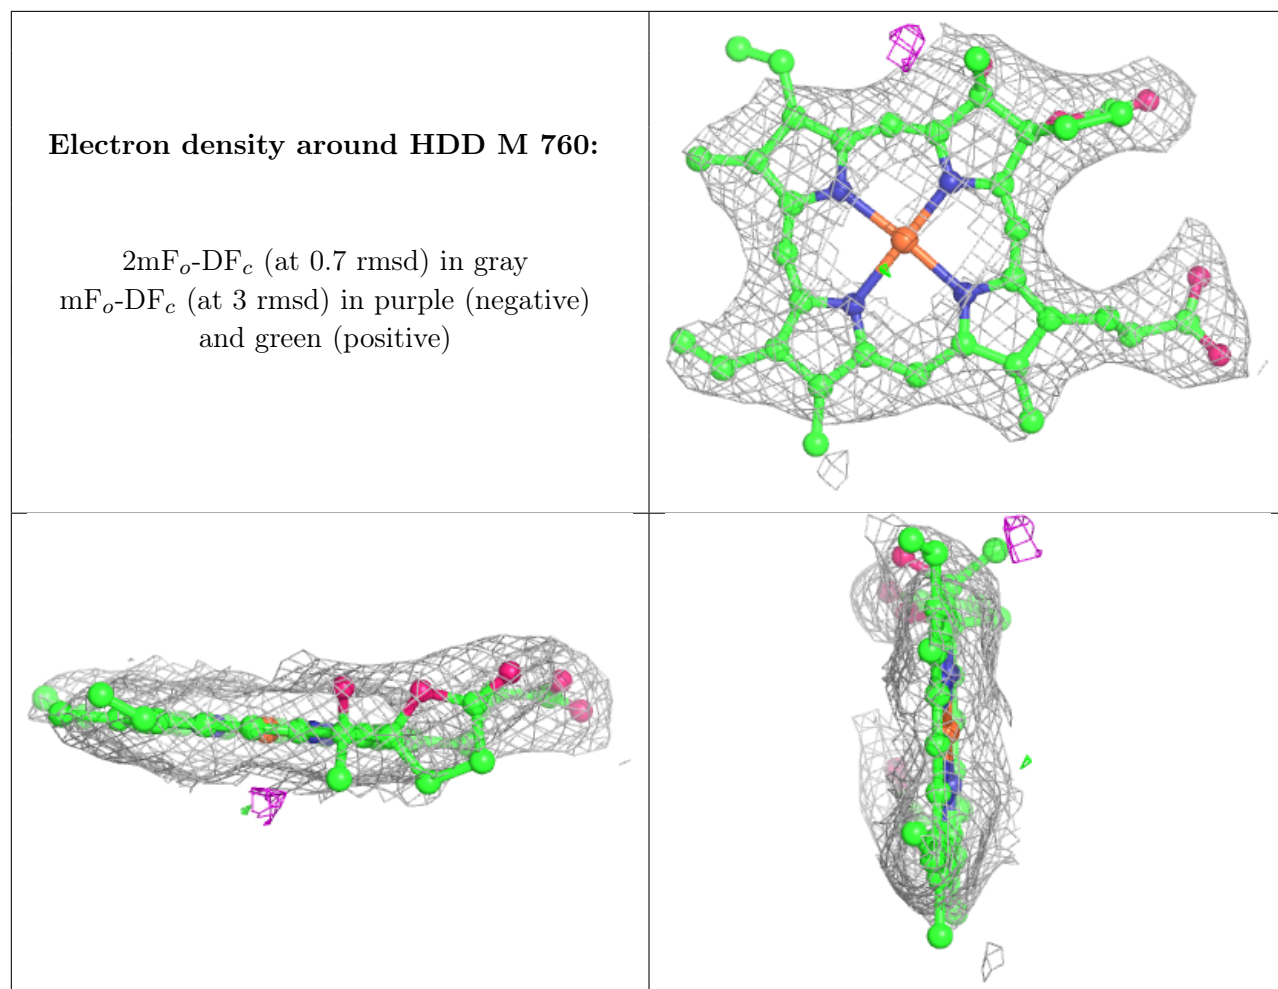 Electron density around HDD M 760:
2mFo-DFc (at 0.7 rmsd) in gray
mFo-DFc (at 3 rmsd) in purple (negative)
and green (positive)